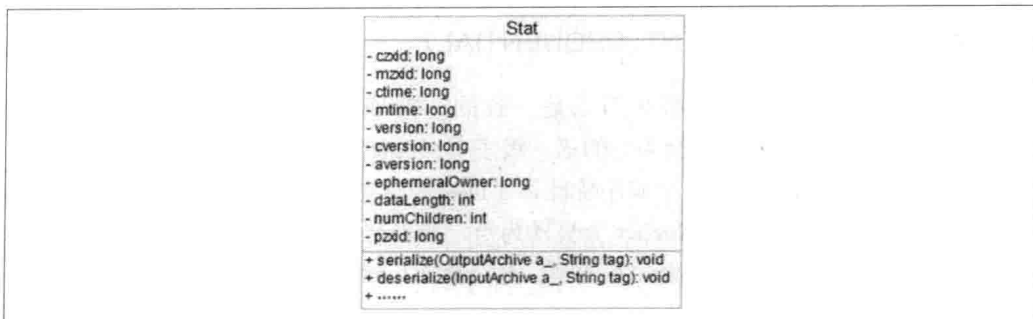 Stat
- czxid: long
- mzxid: long
- ctime: long
- mtime: long
- version: long
- cversion: long
- aversion: long
- ephemeralOwner: long
- dataLength: int
- numChildren: int
- pzxid: long
+ serialize(OutputArchive a_, String tag): void
+ deserialize(InputArchive a_, String tag): void
+ ......